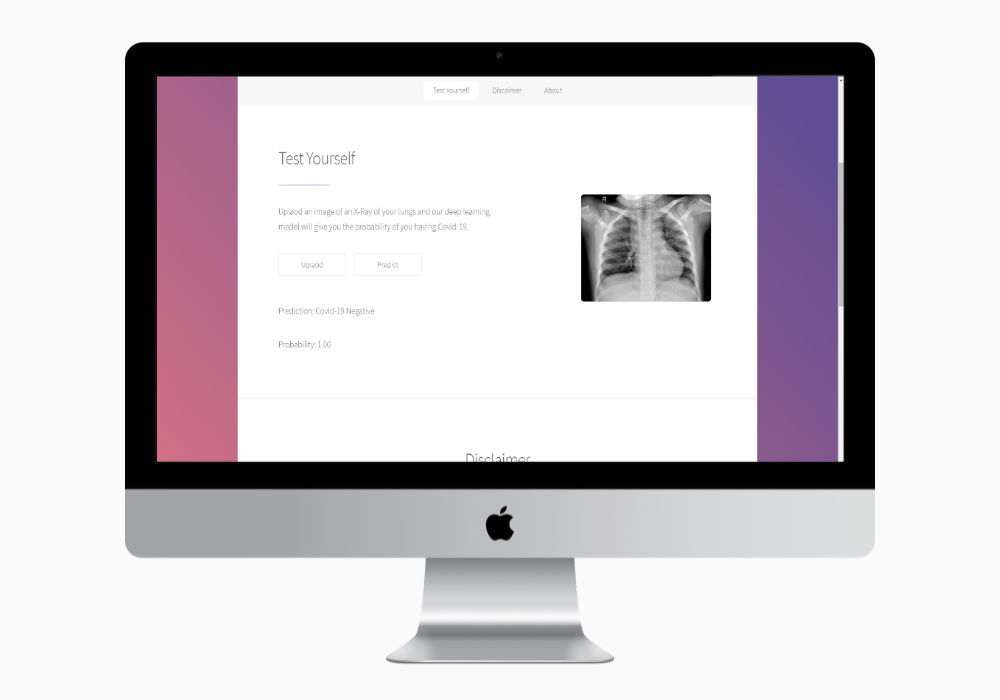 Test Yourself Disclaimer About
Test Yourself
Uplaod an image of an X-Ray of your lungs and our deep learning
model will give you the probability of you having Covid-19.
Uplaod Predict
R
Prediction: Covid-19 Negative
Probability: 1.00
Disclaimer